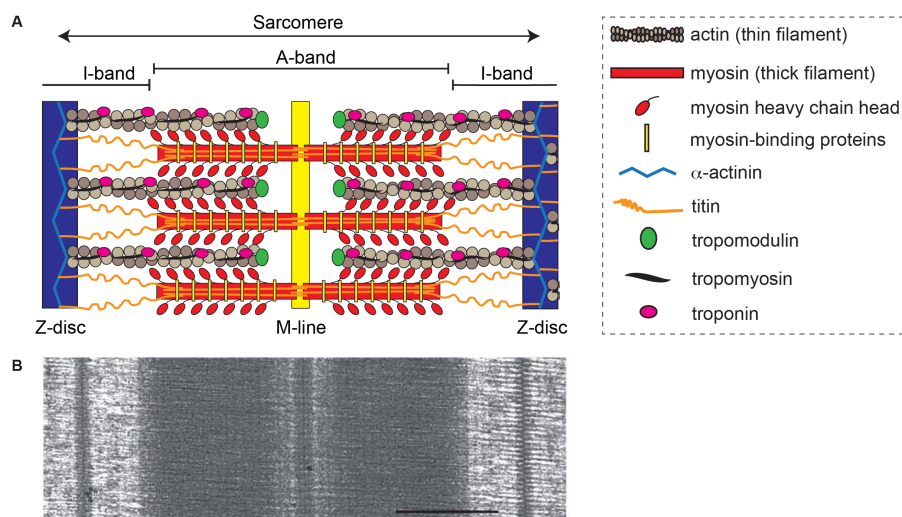 A
Sarcomere
A-band
I-band
I-band
Z-disc
M-line
Z-disc
actin (thin filament)
myosin (thick filament)
myosin heavy chain head
myosin-binding proteins
α-actinin
titin
tropomodulin
tropomyosin
troponin
B